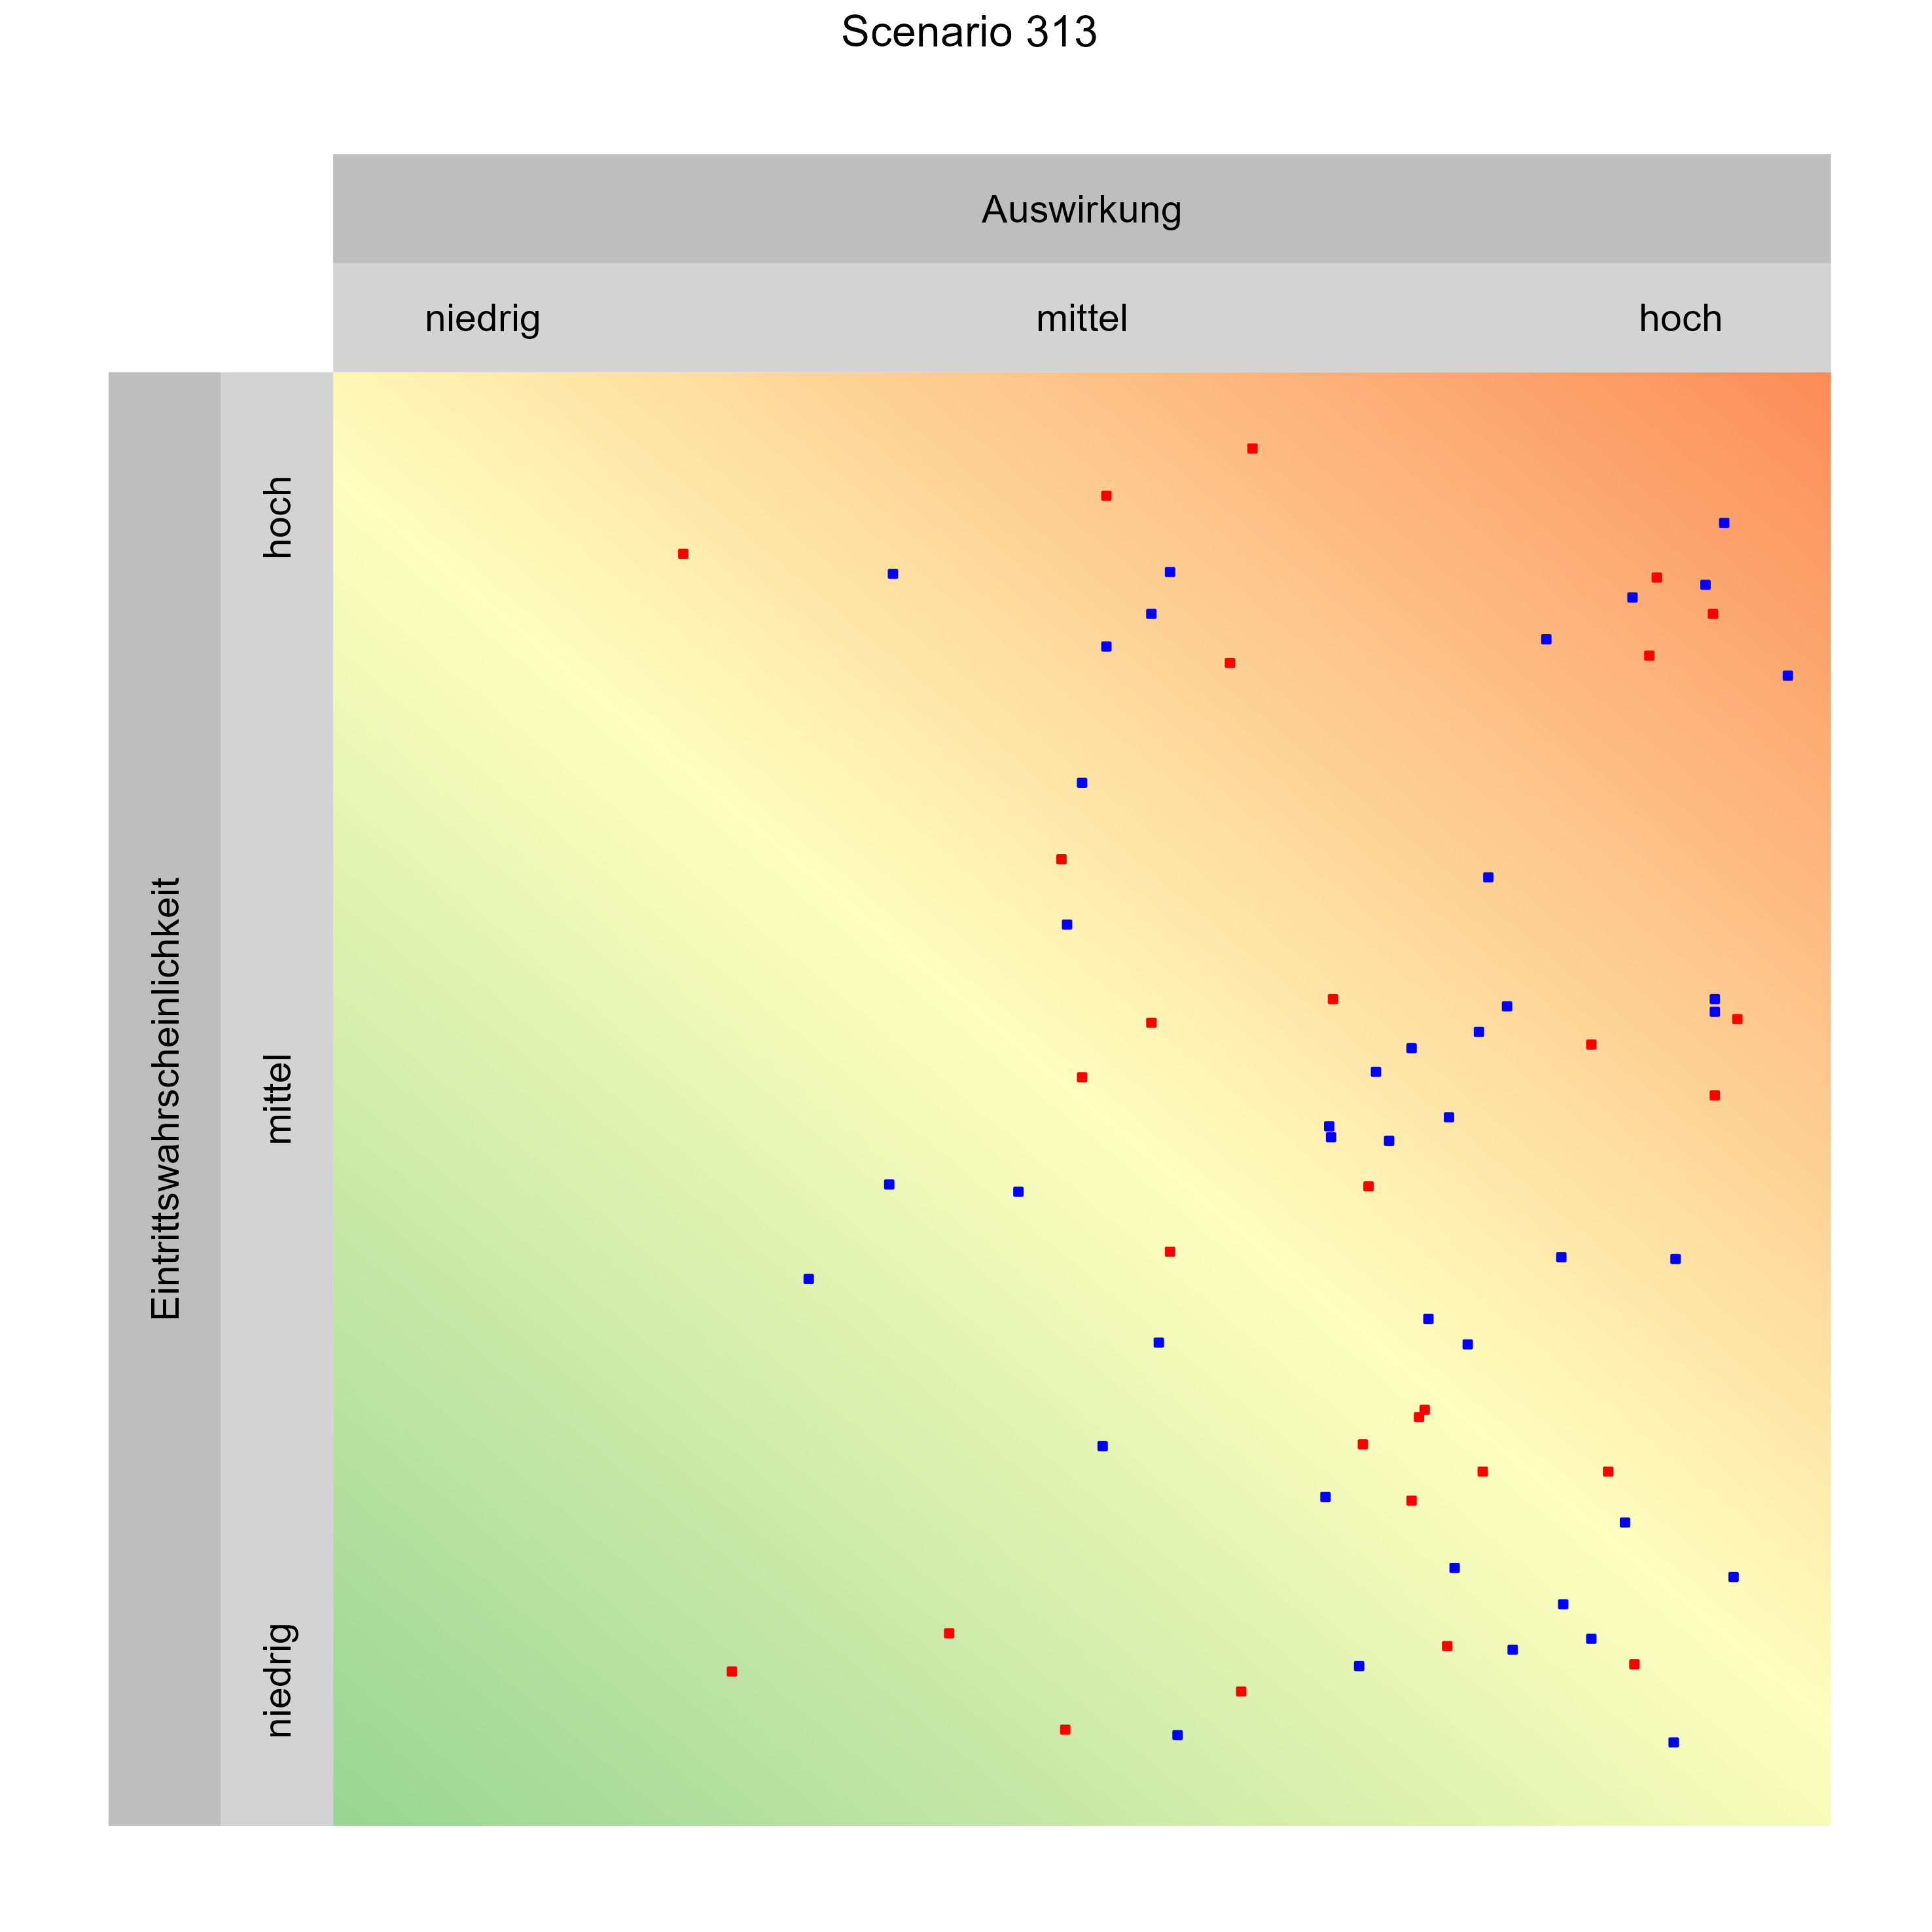 Scenario 313
Auswirkung
niedrig
mittel
hoch
Eintrittswahrscheinlichkeit
hoch
mittel
niedrig